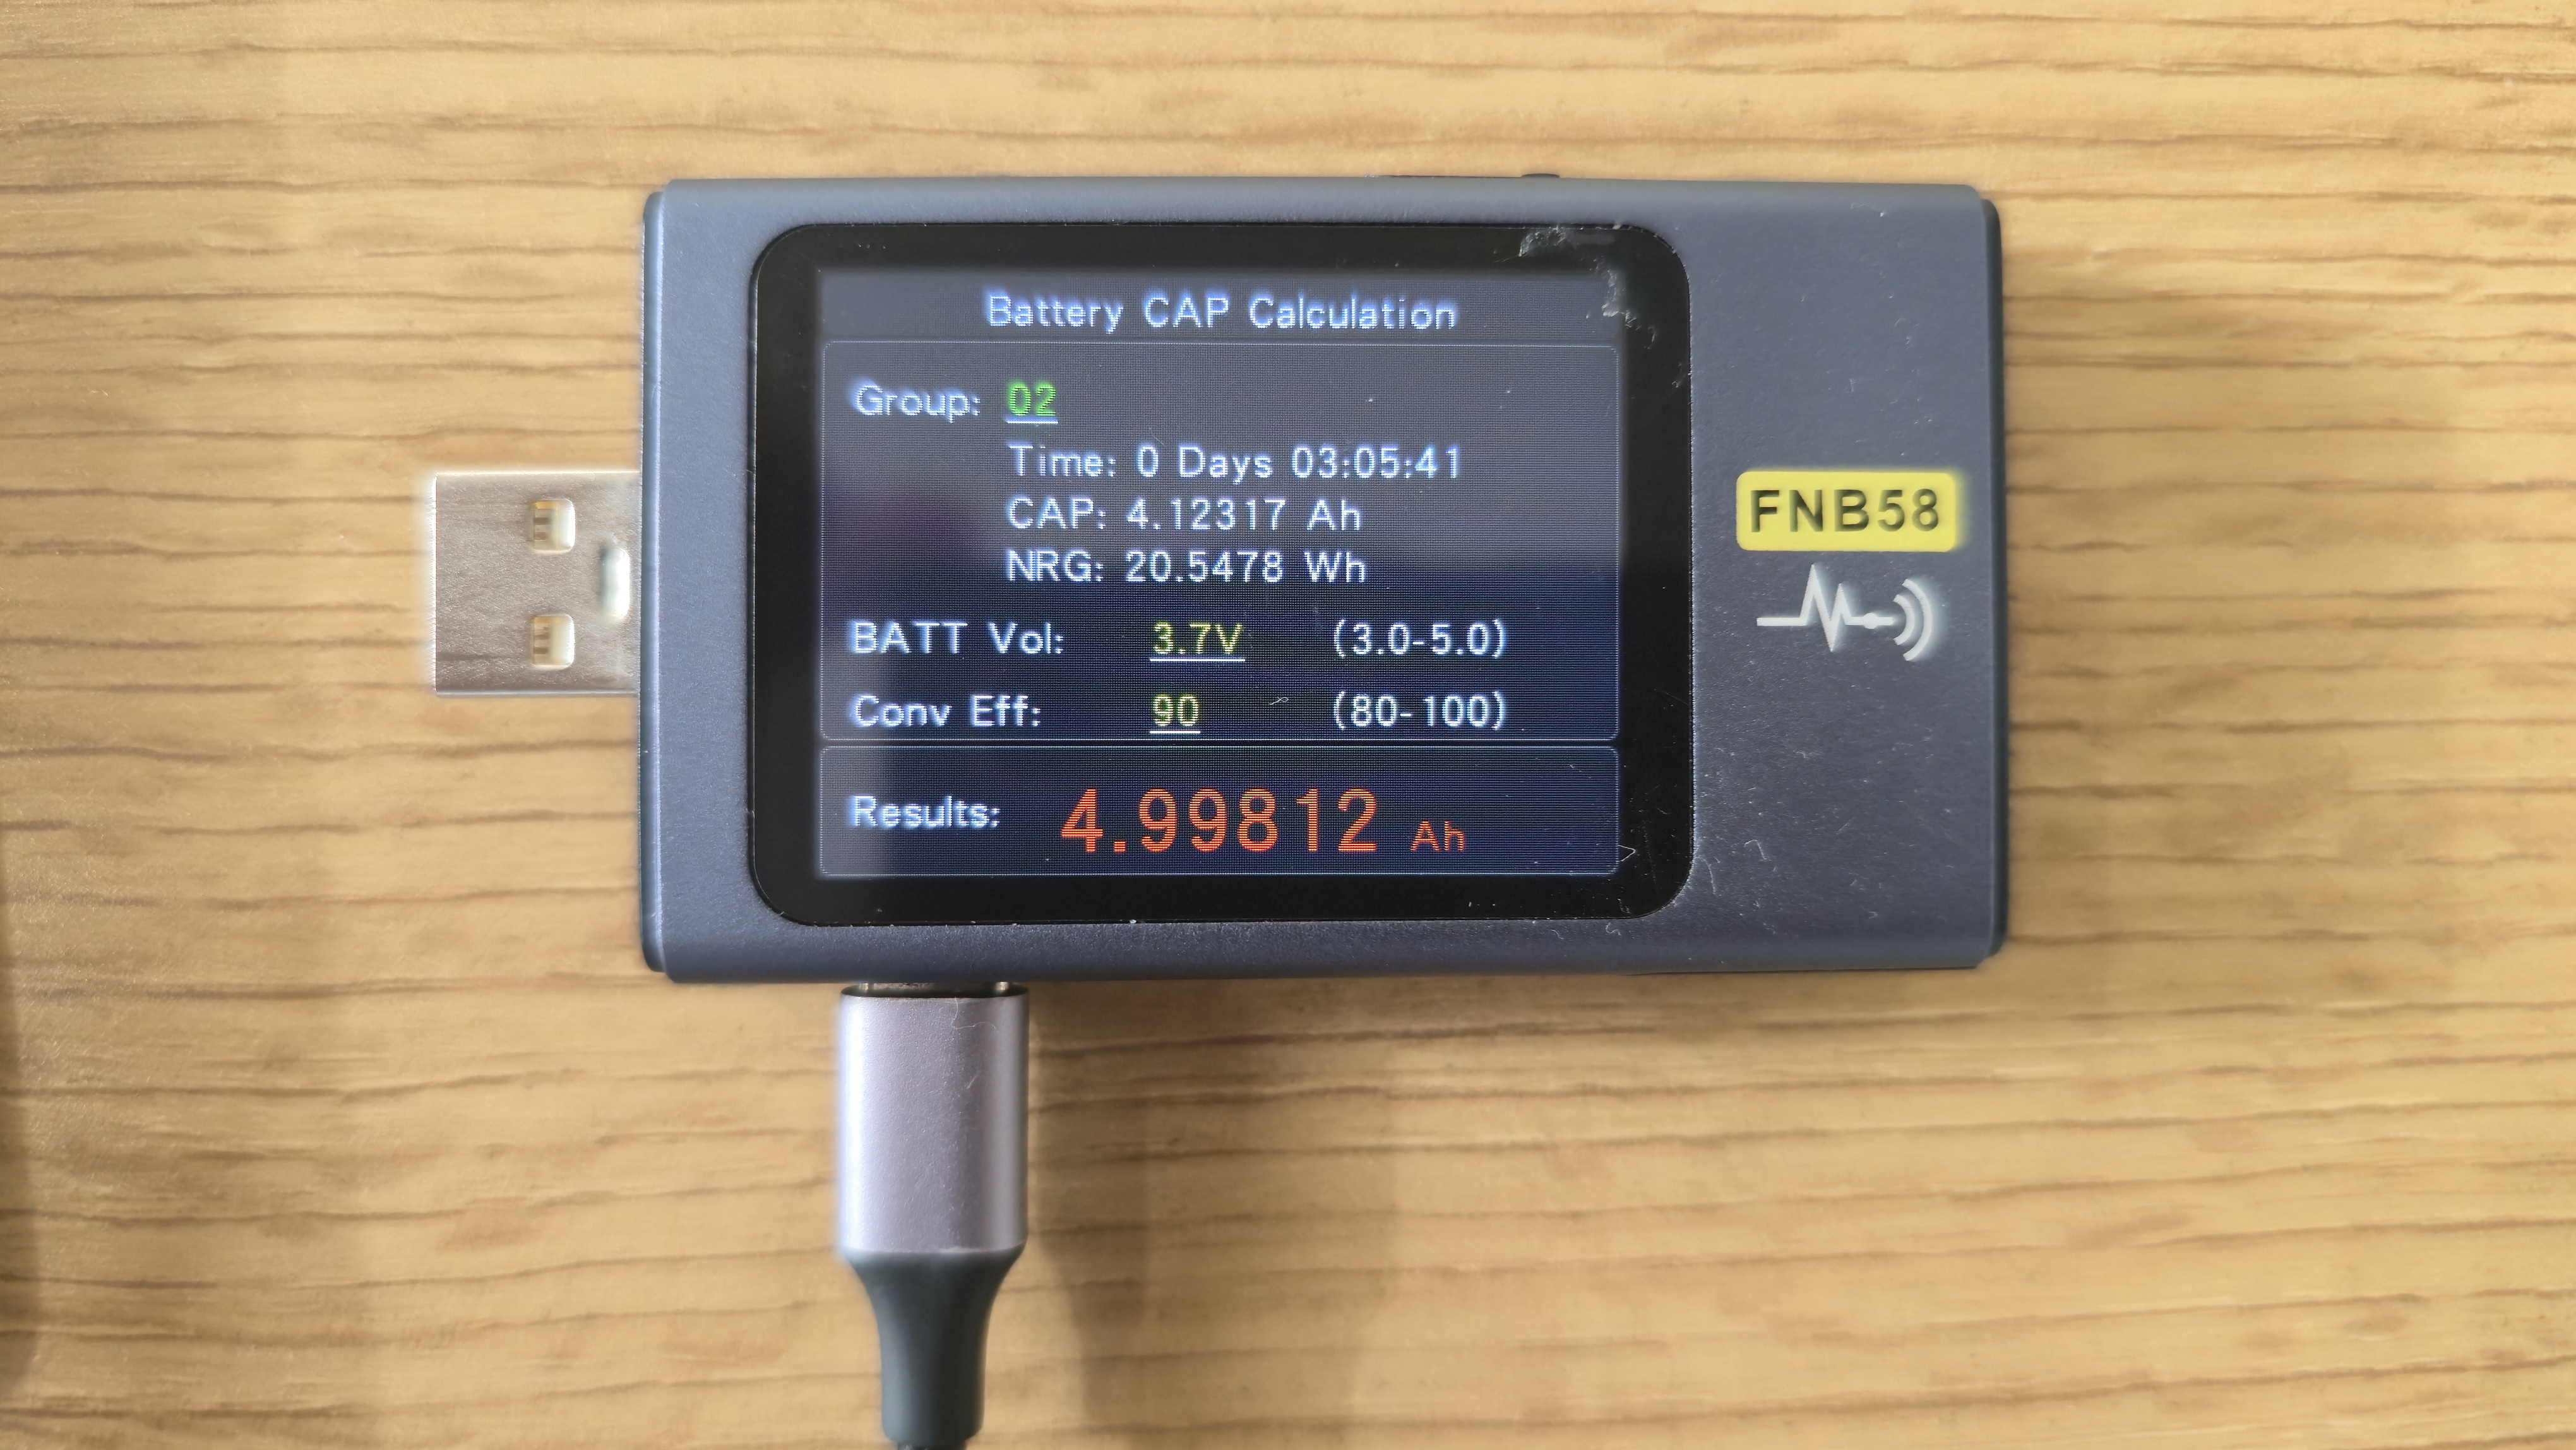 Battery CAP Calculation
Group: 02
Time: 0 Days 03:05:41
CAP: 4.12317 Ah
NRG: 20.5478 Wh
BATT Vol: 3.7V (3.0-5.0)
Conv Eff: 90 (80-100)
Results: 4.99812 Ah
FNB58